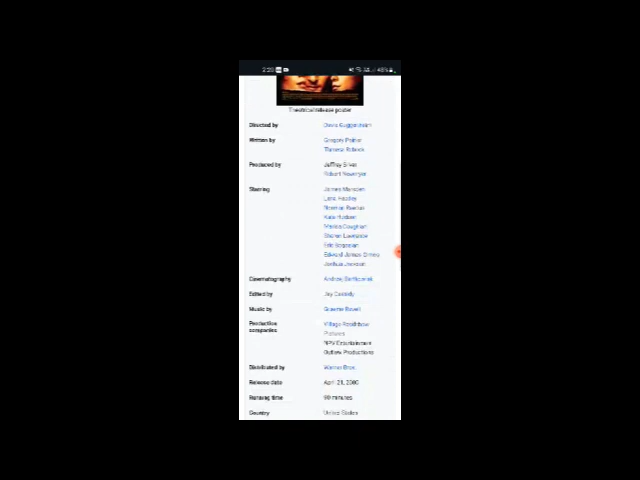 2:20
48%
Theatrical release poster
Directed by Davis Guggenheim
Written by Gregory Poirier
Theresa Rebeck
Produced by Jeffrey Silver
Robert Newmyer
Starring James Marsden
Lena Headey
Norman Reedus
Kate Hudson
Marisa Coughlan
Sharon Lawrence
Eric Bogosian
Edward James Olmos
Joshua Jackson
Cinematography Andrzej Bartkowiak
Edited by Jay Cassidy
Music by Graeme Revell
Production Village Roadshow
companies Pictures
NPV Entertainment
Outlaw Productions
Distributed by Warner Bros.
Release date April 21, 2000
Running time 90 minutes
Country United States